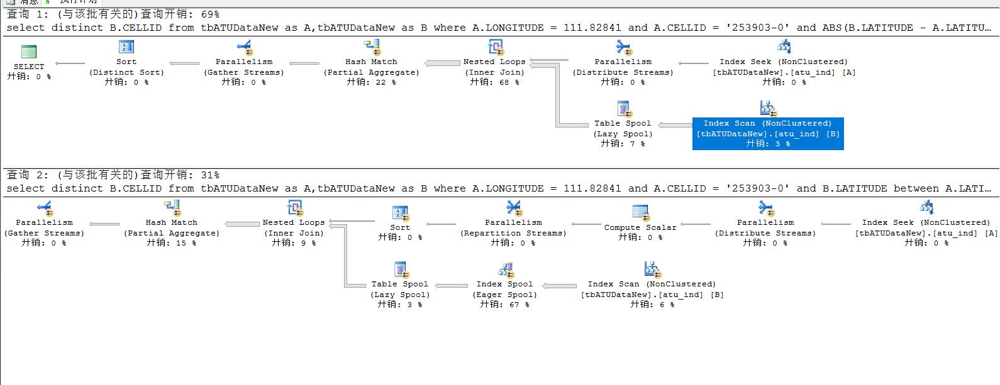 消息 执行计划
查询 1: (与该批有关的)查询开销: 69%
select distinct B.CELLID from tbATUDataNew as A,tbATUDataNew as B where A.LONGITUDE = 111.82841 and A.CELLID = '253903-0' and ABS(B.LATITUDE - A.LATITU…
SELECT
开销: 0 %
Sort
(Distinct Sort)
开销: 0 %
Parallelism
(Gather Streams)
开销: 0 %
Hash Match
(Partial Aggregate)
开销: 22 %
Nested Loops
(Inner Join)
开销: 68 %
Parallelism
(Distribute Streams)
开销: 0 %
Index Seek (NonClustered)
[tbATUDataNew].[atu_ind] [A]
开销: 0 %
Table Spool
(Lazy Spool)
开销: 7 %
Index Scan (NonClustered)
[tbATUDataNew].[atu_ind] [B]
开销: 3 %
查询 2: (与该批有关的)查询开销: 31%
select distinct B.CELLID from tbATUDataNew as A,tbATUDataNew as B where A.LONGITUDE = 111.82841 and A.CELLID = '253903-0' and B.LATITUDE between A.LATI…
Parallelism
(Gather Streams)
开销: 0 %
Hash Match
(Partial Aggregate)
开销: 15 %
Nested Loops
(Inner Join)
开销: 9 %
Sort
开销: 0 %
Parallelism
(Repartition Streams)
开销: 0 %
Compute Scalar
开销: 0 %
Parallelism
(Distribute Streams)
开销: 0 %
Index Seek (NonClustered)
[tbATUDataNew].[atu_ind] [A]
开销: 0 %
Table Spool
(Lazy Spool)
开销: 3 %
Index Spool
(Eager Spool)
开销: 67 %
Index Scan (NonClustered)
[tbATUDataNew].[atu_ind] [B]
开销: 6 %